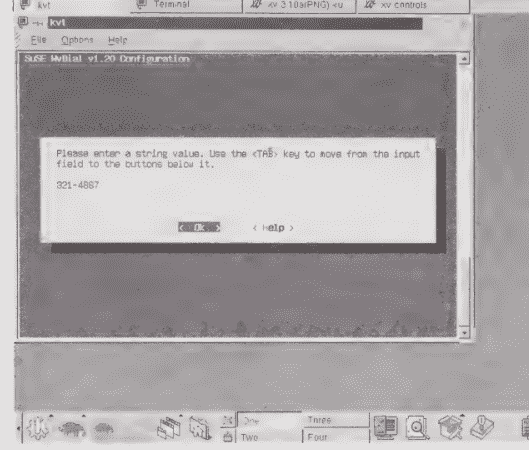 kvt
Terminal
xv controls
kvt
File Options Help
SuSE WvDial v1.20 Configuration
Please enter a string value. Use the <TAB> key to move from the input
field to the buttons below it.
321-4867
< Ok >
< Help >
One
Three
Two
Four